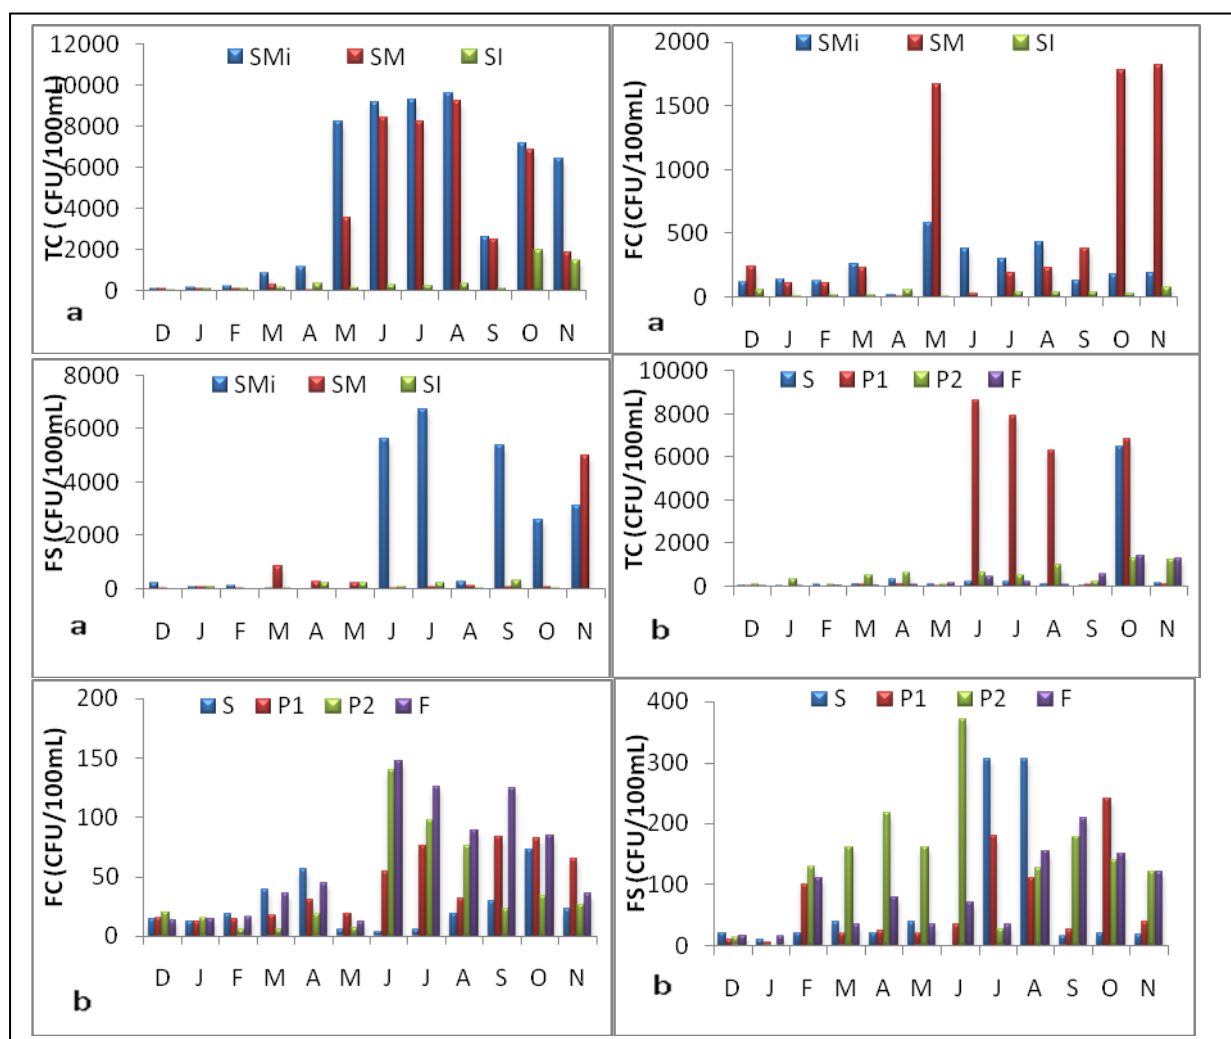 12000
10000
8000
6000
4000
2000
0
TC ( CFU/100mL)
SMi SM SI
D J F M A M J J A S O N
a
2000
1500
1000
500
0
FC (CFU/100mL)
SMi SM SI
D J F M A M J J A S O N
a
8000
6000
4000
2000
0
FS (CFU/100mL)
SMi SM SI
D J F M A M J J A S O N
a
10000
8000
6000
4000
2000
0
TC (CFU/100mL)
S P1 P2 F
D J F M A M J J A S O N
b
200
150
100
50
0
FC (CFU/100mL)
S P1 P2 F
D J F M A M J J A S O N
b
400
300
200
100
0
FS (CFU/100mL)
S P1 P2 F
D J F M A M J J A S O N
b